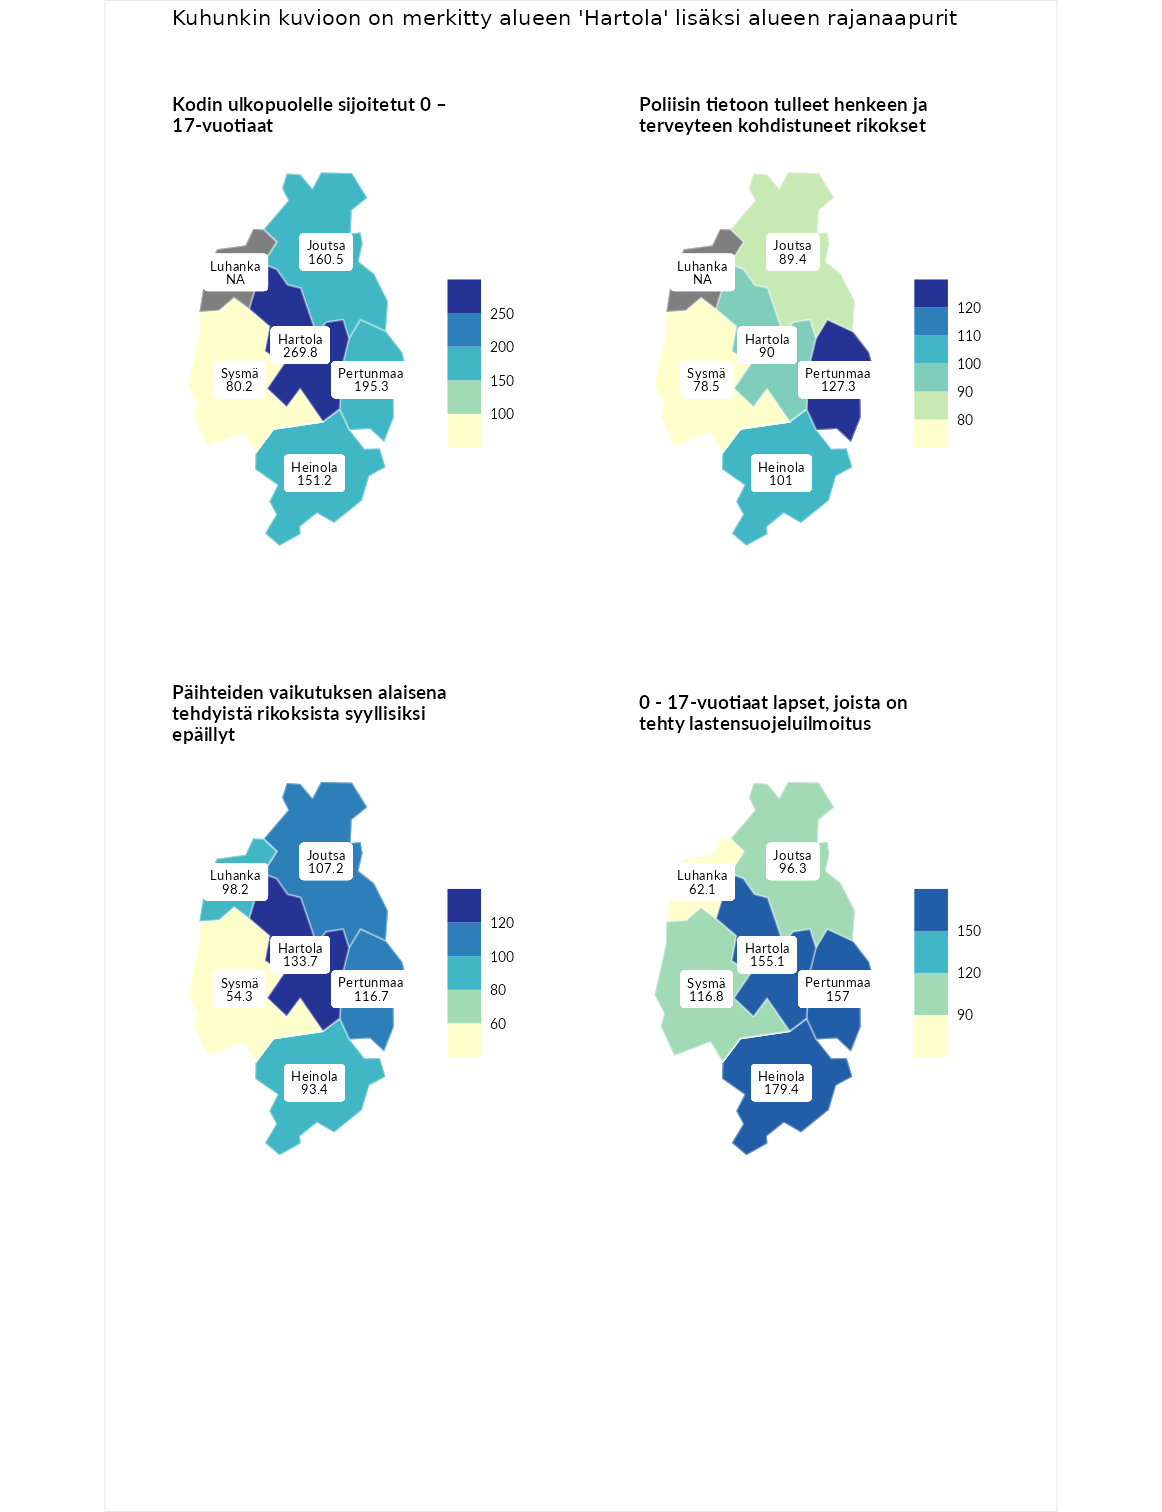 Kuhunkin kuvioon on merkitty alueen 'Hartola' lisäksi alueen rajanaapurit
Kodin ulkopuolelle sijoitetut 0 –
17-vuotiaat
Joutsa
160.5
Luhanka
NA
Hartola
269.8
Sysmä
80.2
Pertunmaa
195.3
Heinola
151.2
250
200
150
100
Poliisin tietoon tulleet henkeen ja
terveyteen kohdistuneet rikokset
Joutsa
89.4
Luhanka
NA
Hartola
90
Sysmä
78.5
Pertunmaa
127.3
Heinola
101
120
110
100
90
80
Päihteiden vaikutuksen alaisena
tehdyistä rikoksista syyllisiksi
epäillyt
Joutsa
107.2
Luhanka
98.2
Hartola
133.7
Sysmä
54.3
Pertunmaa
116.7
Heinola
93.4
120
100
80
60
0 - 17-vuotiaat lapset, joista on
tehty lastensuojeluilmoitus
Joutsa
96.3
Luhanka
62.1
Hartola
155.1
Sysmä
116.8
Pertunmaa
157
Heinola
179.4
150
120
90